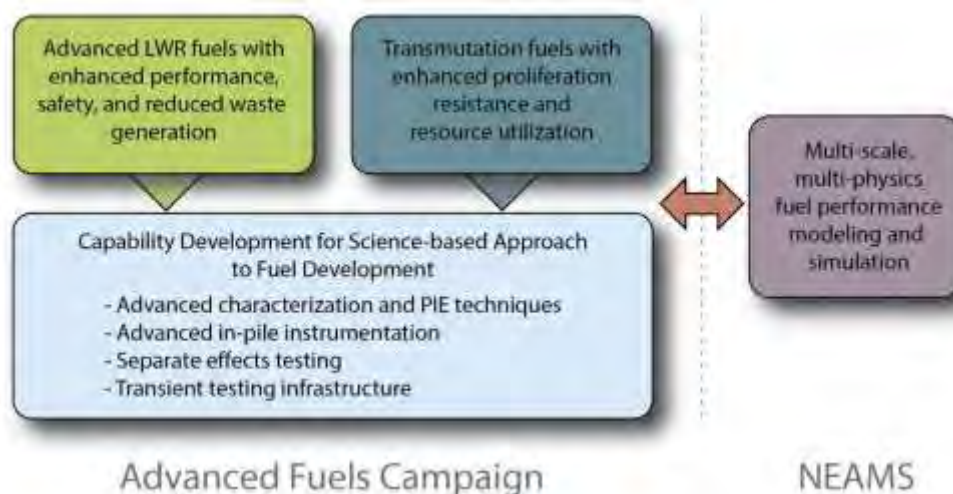 Advanced LWR fuels with
enhanced performance,
safety, and reduced waste
generation
Transmutation fuels with
enhanced proliferation
resistance and
resource utilization
Multi-scale,
multi-physics
fuel performance
modeling and
simulation
Capability Development for Science-based Approach
to Fuel Development
- Advanced characterization and PIE techniques
- Advanced in-pile instrumentation
- Separate effects testing
- Transient testing infrastructure
Advanced Fuels Campaign
NEAMS